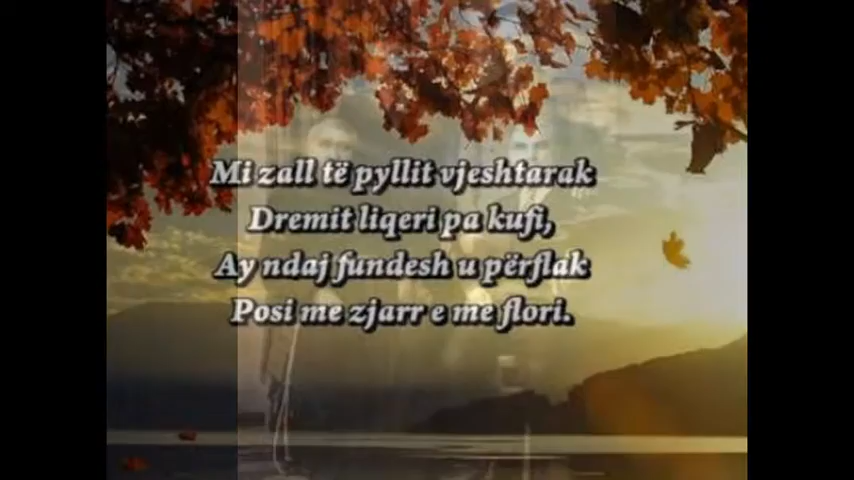 Mi zall të pyllit vjeshtarak
Dremit liqeri pa kufi,
Ay ndaj fundesh u përflak
Posi me zjarr e me flori.